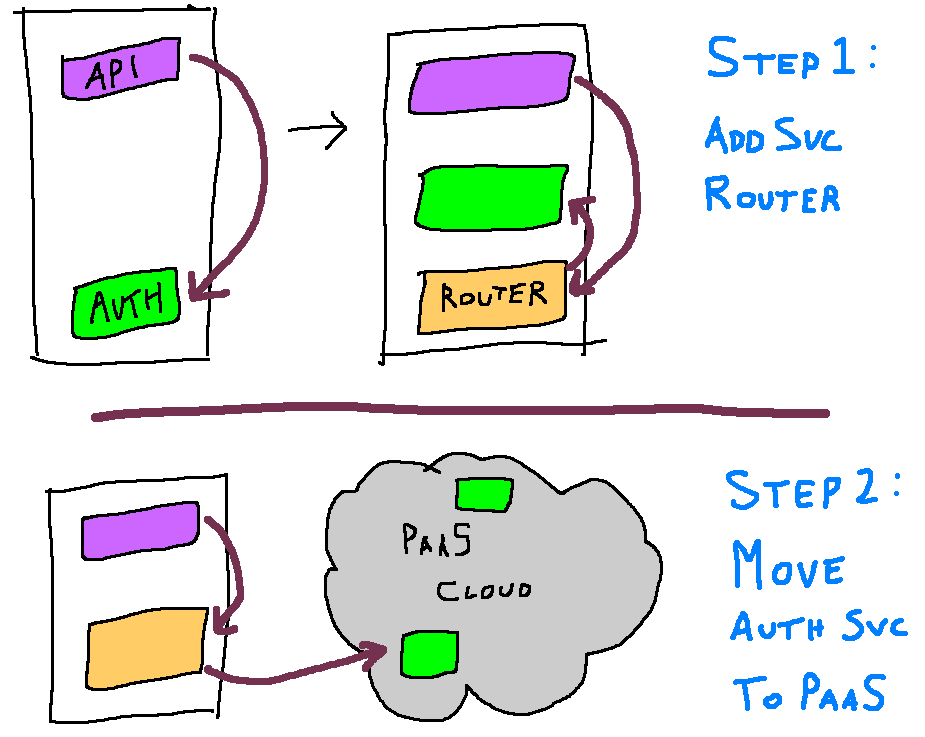 API
AUTH
ROUTER
STEP 1:
ADD SVC
ROUTER
PAAS
CLOUD
STEP 2:
MOVE
AUTH SVC
TO PAAS